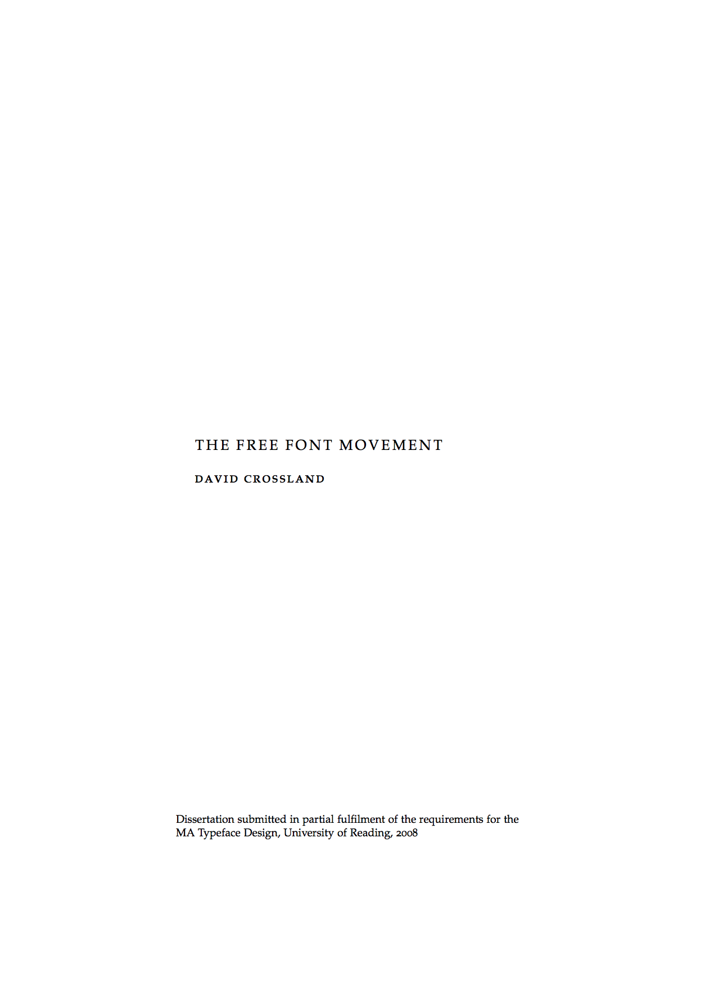 THE FREE FONT MOVEMENT
DAVID CROSSLAND
Dissertation submitted in partial fulfilment of the requirements for the
MA Typeface Design, University of Reading, 2008